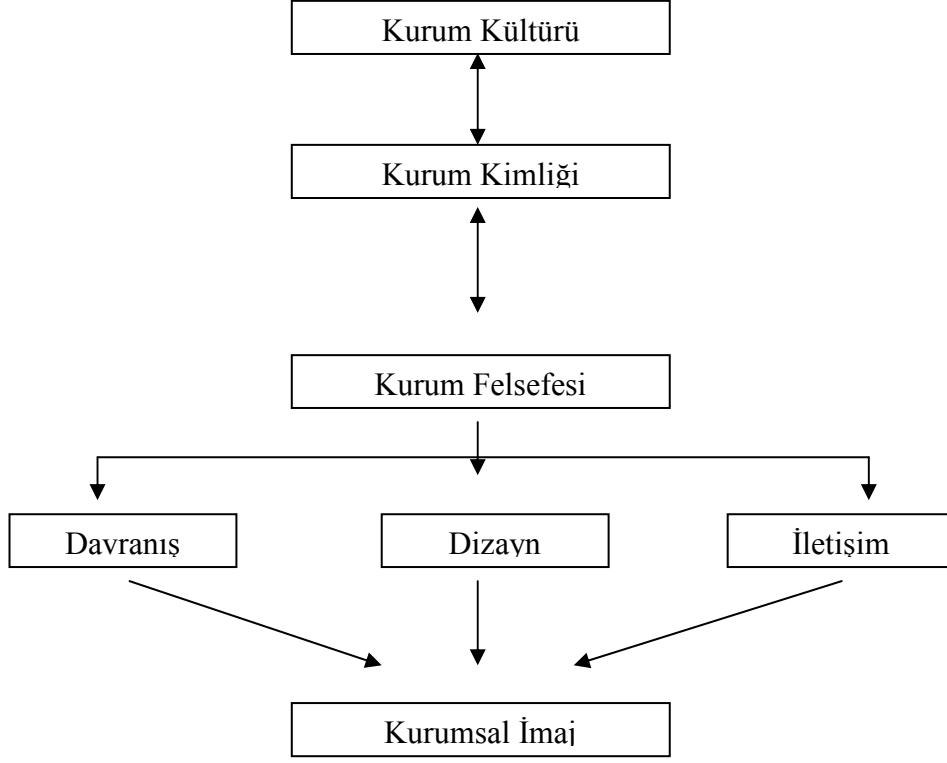 Kurum Kültürü
Kurum Kimliği
Kurum Felsefesi
Davranış
Dizayn
İletişim
Kurumsal İmaj